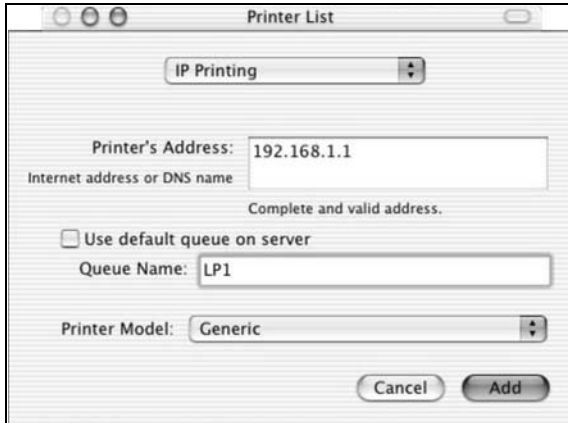 Printer List
IP Printing
Printer's Address: 192.168.1.1
Internet address or DNS name
Complete and valid address.
Use default queue on server
Queue Name: LP1
Printer Model: Generic
Cancel Add